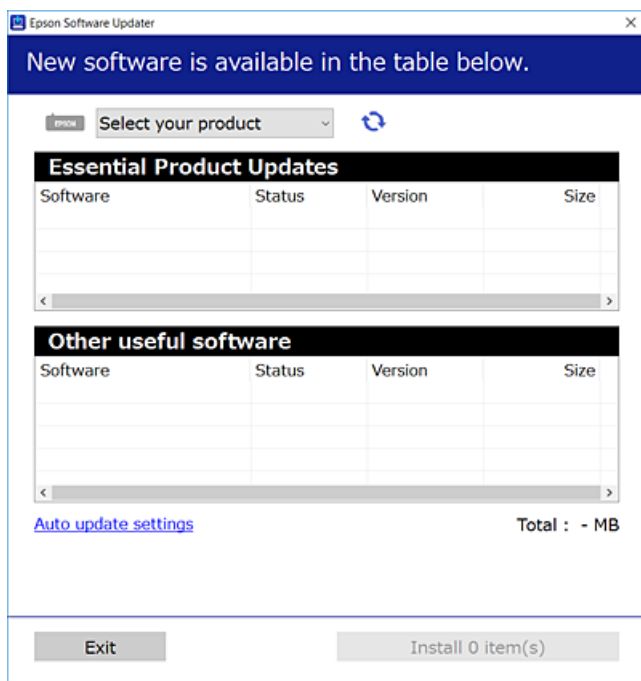 Epson Software Updater
New software is available in the table below.
EPSON Select your product
Essential Product Updates
Software Status Version Size
Other useful software
Software Status Version Size
Auto update settings Total : - MB
Exit Install 0 item(s)